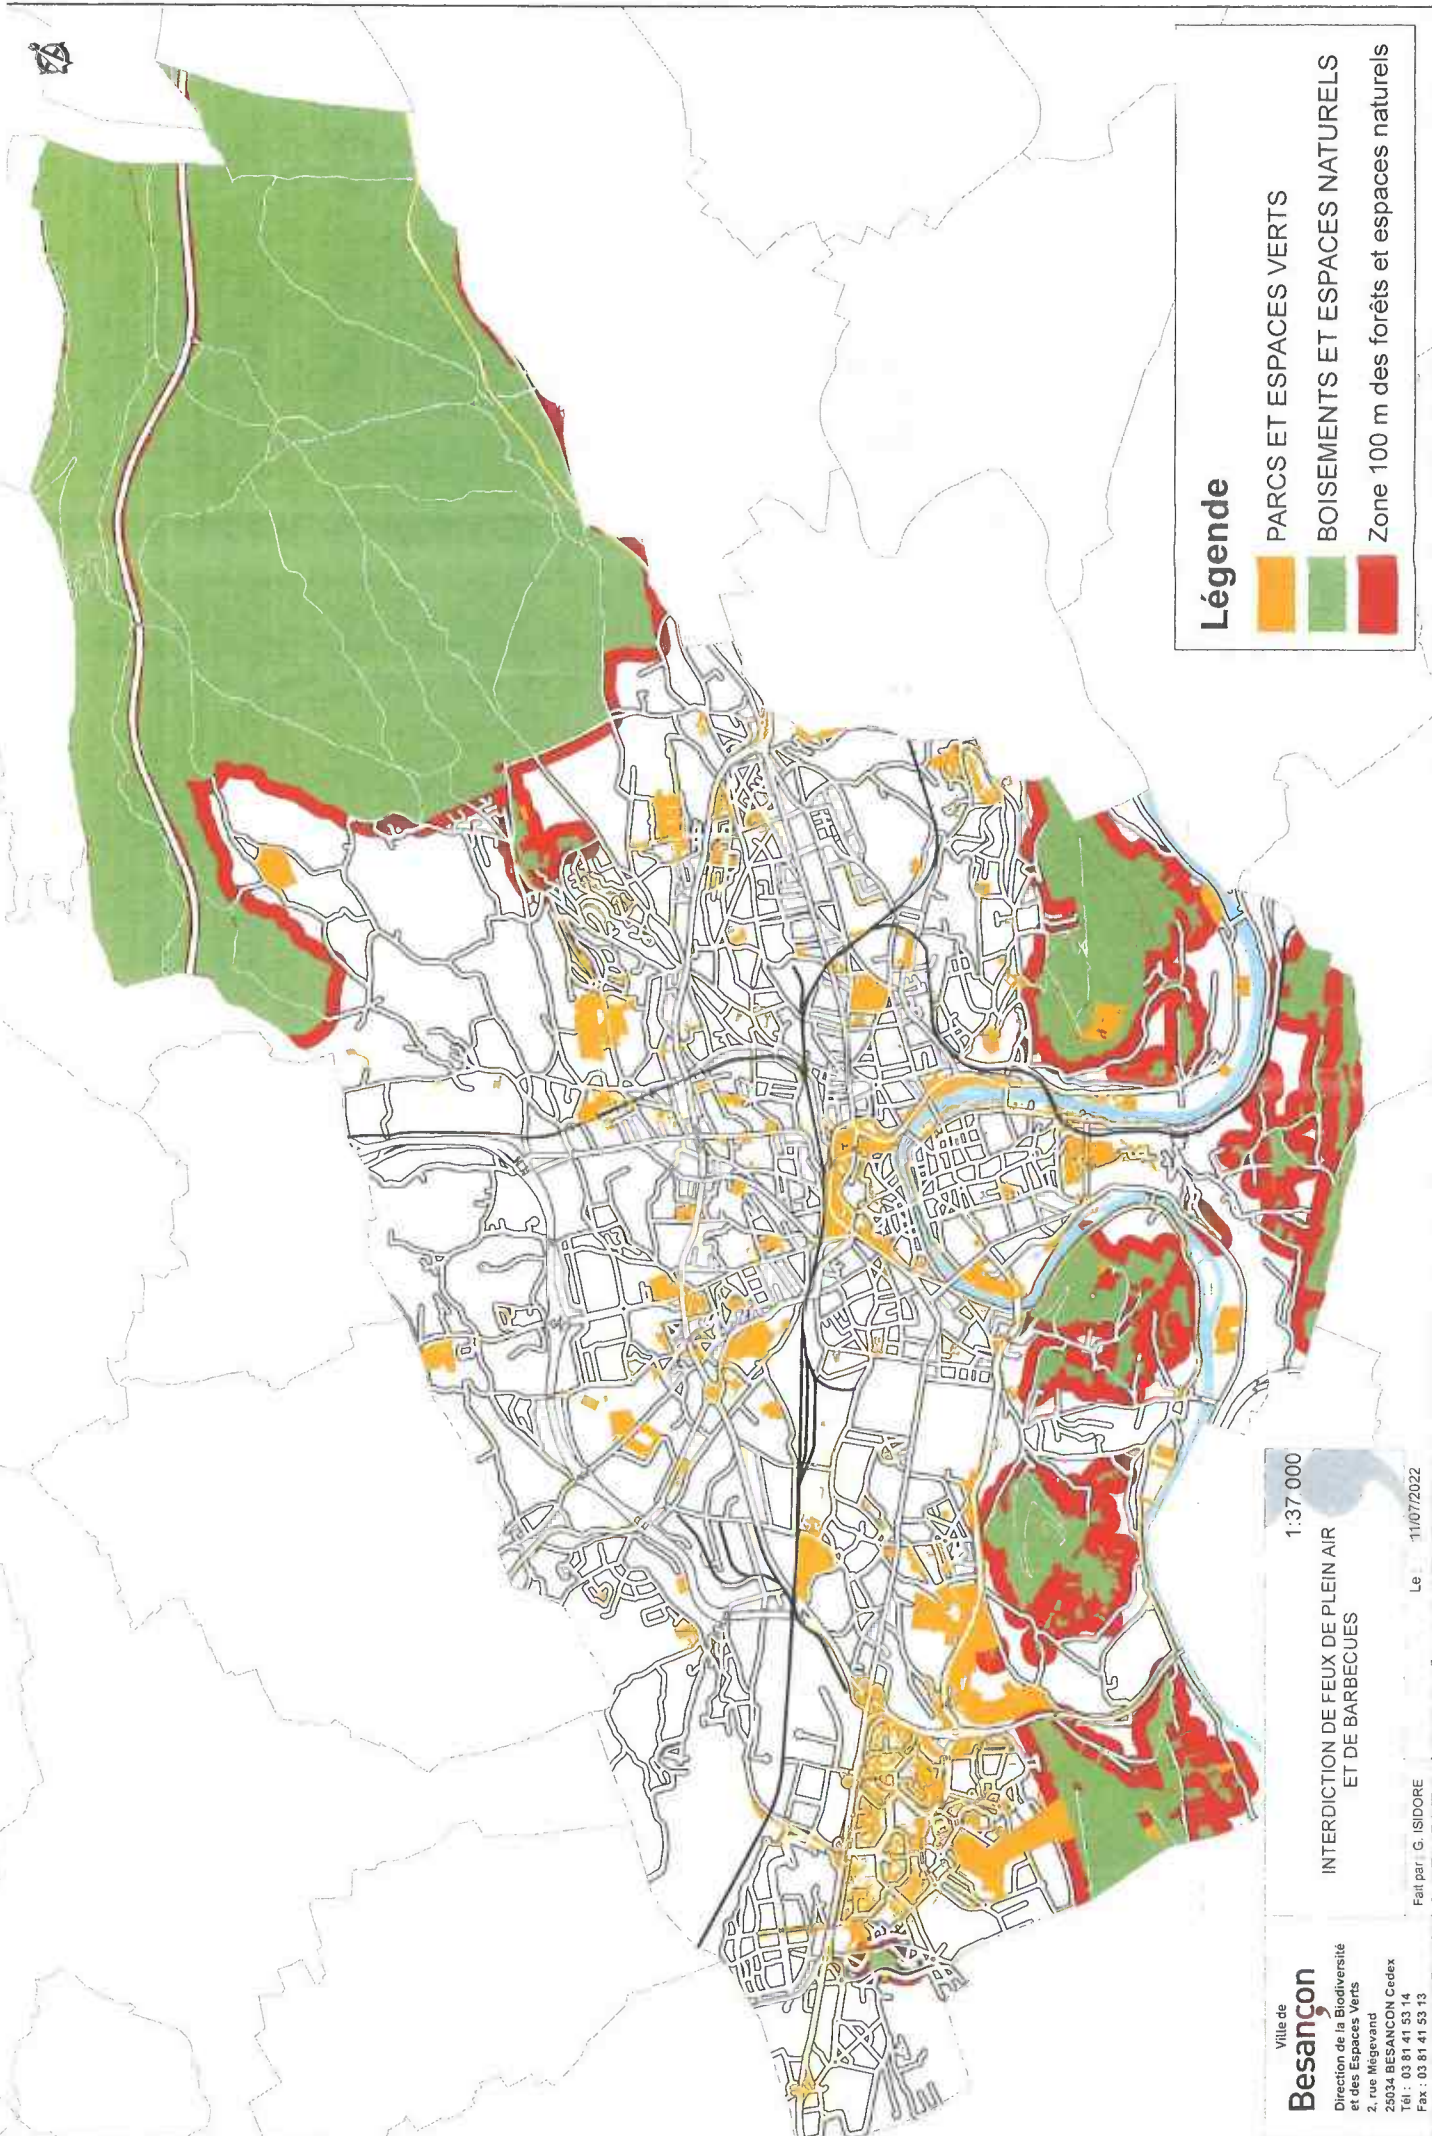 Légende
PARCS ET ESPACES VERTS
BOISEMENTS ET ESPACES NATURELS
Zone 100 m des forêts et espaces naturels
Ville de
Besançon
Direction de la Biodiversité
et des Espaces Verts
2, rue Mégevand
25034 BESANCON Cedex
Tél : 03 81 41 53 14
Fax : 03 81 41 53 13
1:37 000
INTERDICTION DE FEUX DE PLEIN AIR
ET DE BARBECUES
Fait par : G. ISIDORE
Le : 11/07/2022